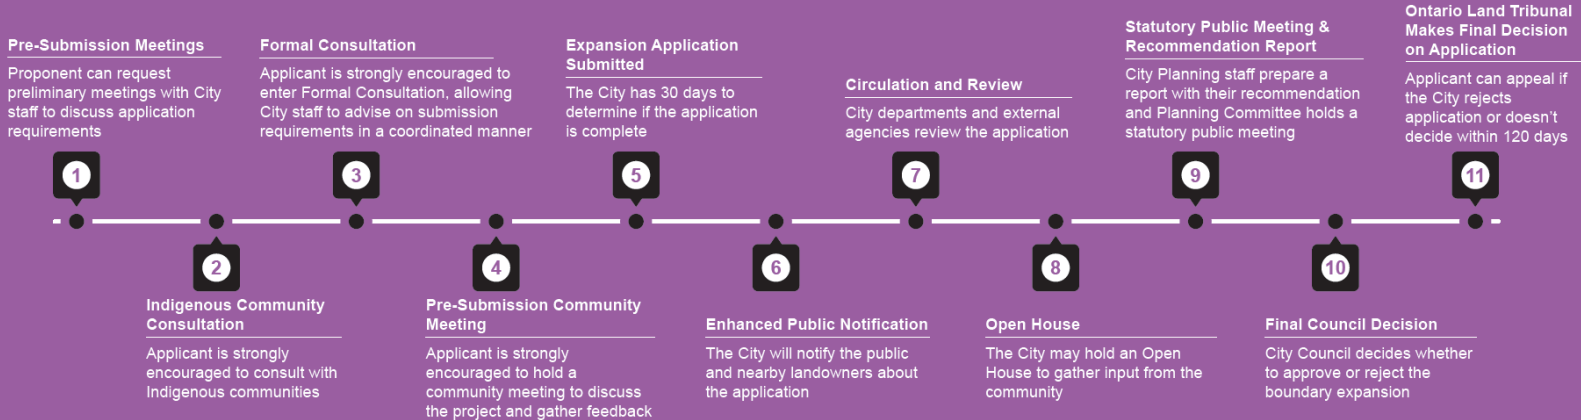 Pre-Submission Meetings
Proponent can request
preliminary meetings with City
staff to discuss application
requirements
1
2
Indigenous Community
Consultation
Applicant is strongly
encouraged to consult with
Indigenous communities
Formal Consultation
Applicant is strongly encouraged to
enter Formal Consultation, allowing
City staff to advise on submission
requirements in a coordinated manner
3
4
Pre-Submission Community
Meeting
Applicant is strongly
encouraged to hold a
community meeting to discuss
the project and gather feedback
Expansion Application
Submitted
The City has 30 days to
determine if the application
is complete
5
6
Enhanced Public Notification
The City will notify the public
and nearby landowners about
the application
Circulation and Review
City departments and external
agencies review the application
7
8
Open House
The City may hold an Open
House to gather input from the
community
Statutory Public Meeting &
Recommendation Report
City Planning staff prepare a
report with their recommendation
and Planning Committee holds a
statutory public meeting
9
10
Final Council Decision
City Council decides whether
to approve or reject the
boundary expansion
Ontario Land Tribunal
Makes Final Decision
on Application
Applicant can appeal if
the City rejects
application or doesn't
decide within 120 days
11